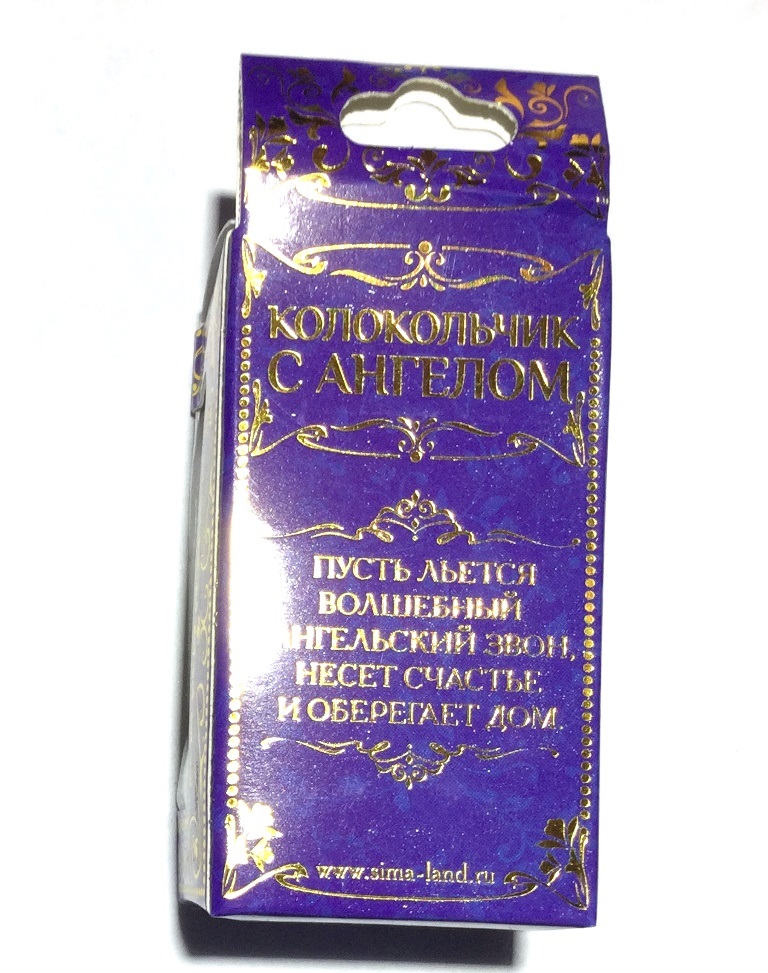 КОЛОКОЛЬЧИК
С АНГЕЛОМ
ПУСТЬ ЛЬЕТСЯ
ВОЛШЕБНЫЙ
АНГЕЛЬСКИЙ ЗВОН,
НЕСЕТ СЧАСТЬЕ
И ОБЕРЕГАЕТ ДОМ.
www.sima-land.ru